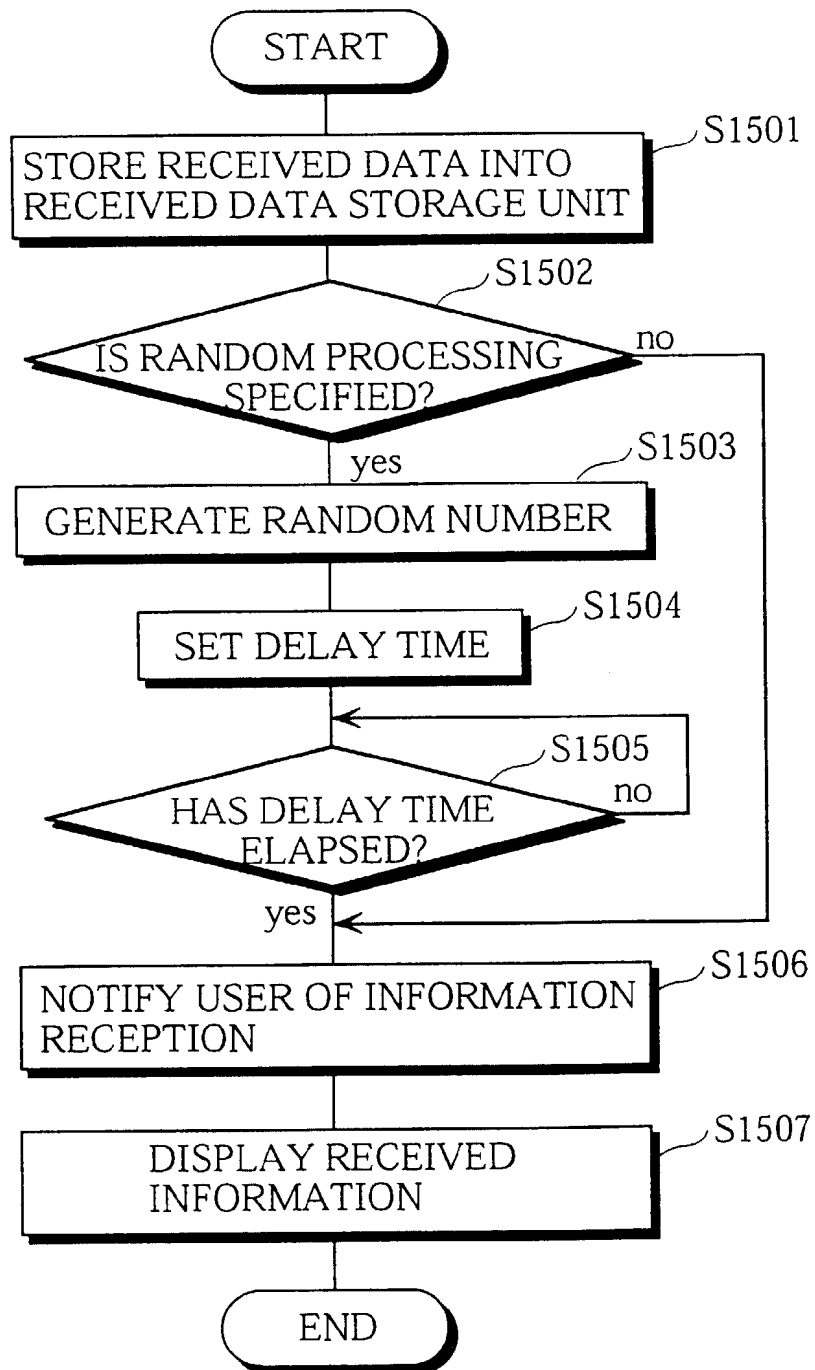 START
S1501
STORE RECEIVED DATA INTO
RECEIVED DATA STORAGE UNIT
S1502
IS RANDOM PROCESSING
SPECIFIED?
no
yes
S1503
GENERATE RANDOM NUMBER
S1504
SET DELAY TIME
S1505
HAS DELAY TIME
ELAPSED?
no
yes
S1506
NOTIFY USER OF INFORMATION
RECEPTION
S1507
DISPLAY RECEIVED
INFORMATION
END